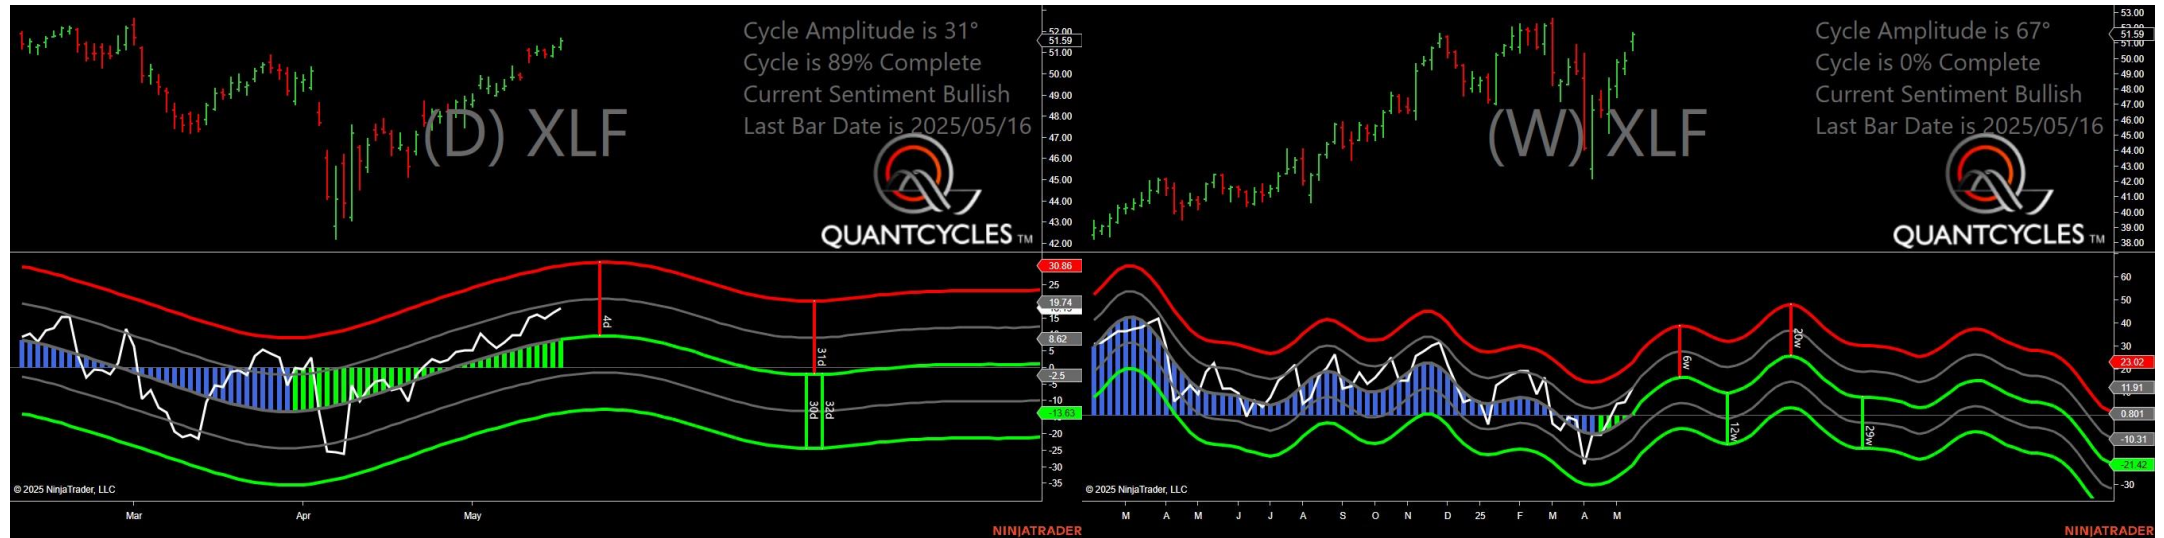 Cycle Amplitude is 31°
Cycle is 89% Complete
Current Sentiment Bullish
Last Bar Date is 2025/05/16
(D) XLF
QUANTCYCLES TM
52.00
51.59
51.00
50.00
49.00
48.00
47.00
46.00
45.00
44.00
43.00
42.00
30.86
25
19.74
15
8.62
5
0
-2.5
-5
-10
-13.63
-20
-25
-30
-35
4d
31d
30d
32d
© 2025 NinjaTrader, LLC
Mar
Apr
May
NINJATRADER
Cycle Amplitude is 67°
Cycle is 0% Complete
Current Sentiment Bullish
Last Bar Date is 2025/05/16
(W) XLF
QUANTCYCLES TM
53.00
51.59
51.00
50.00
49.00
48.00
47.00
46.00
45.00
44.00
43.00
42.00
41.00
40.00
39.00
38.00
60
50
40
30
23.02
20
11.91
0.801
-10.31
-21.42
-30
6w
12w
20w
29w
© 2025 NinjaTrader, LLC
M A M J J A S O N D 25 F M A M
NINJATRADER